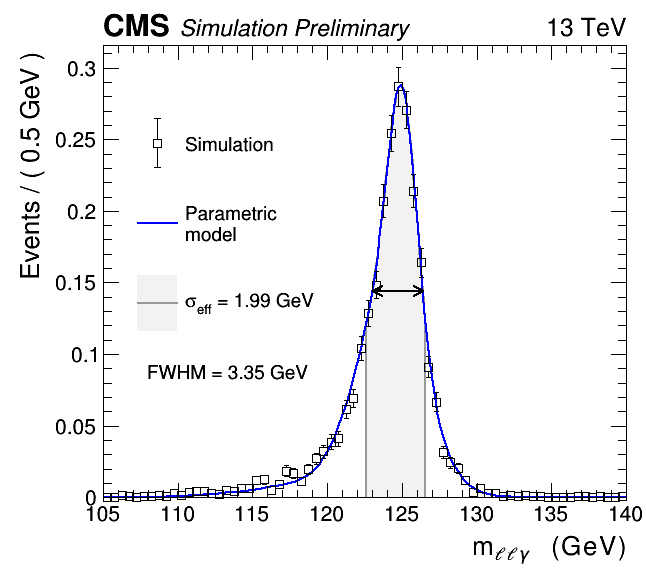 CMS Simulation Preliminary 13 TeV
Events / ( 0.5 GeV )
0.3
0.25
0.2
0.15
0.1
0.05
0
Simulation
Parametric
model
σeff = 1.99 GeV
FWHM = 3.35 GeV
105 110 115 120 125 130 135 140
mℓℓγ (GeV)